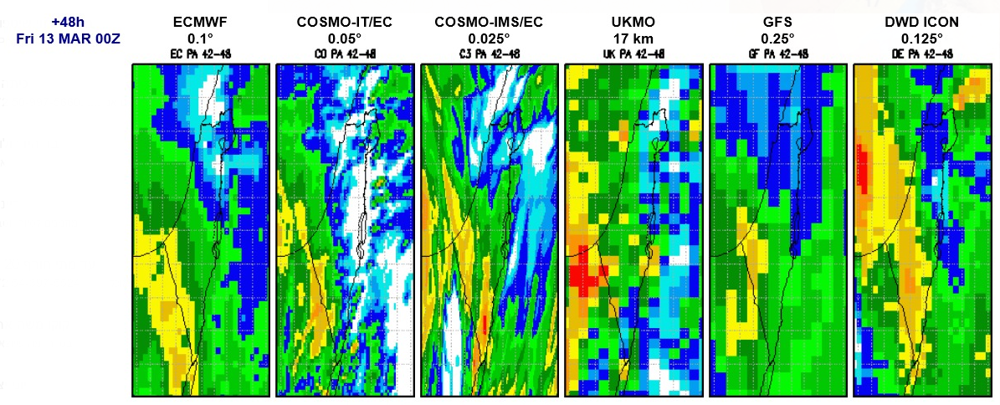 +48h
Fri 13 MAR 00Z
ECMWF
0.1°
EC PA 42-48
COSMO-IT/EC
0.05°
CO PA 42-48
COSMO-IMS/EC
0.025°
C3 PA 42-48
UKMO
17 km
UK PA 42-48
GFS
0.25°
GF PA 42-48
DWD ICON
0.125°
DE PA 42-48